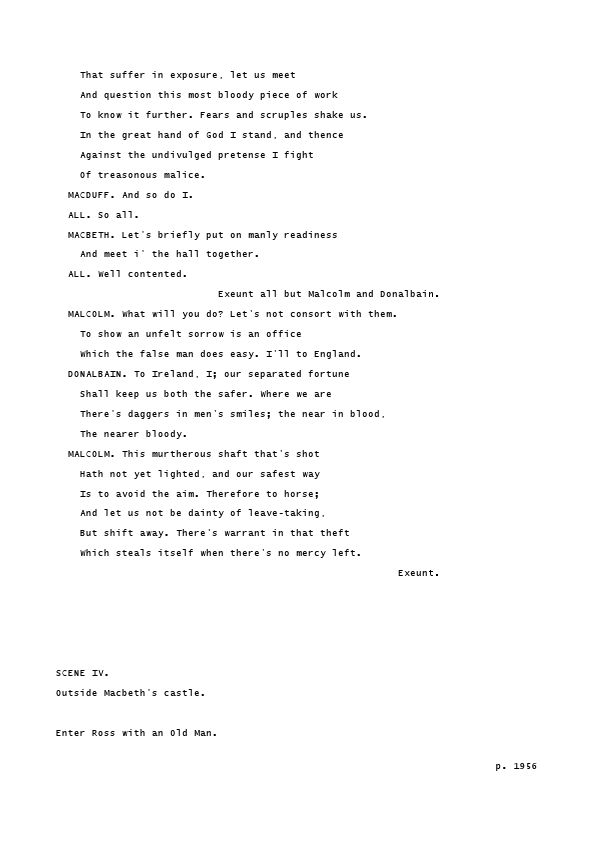 That suffer in exposure, let us meet
And question this most bloody piece of work
To know it further. Fears and scruples shake us.
In the great hand of God I stand, and thence
Against the undivulged pretense I fight
Of treasonous malice.
MACDUFF. And so do I.
ALL. So all.
MACBETH. Let's briefly put on manly readiness
And meet i' the hall together.
ALL. Well contented.
Exeunt all but Malcolm and Donalbain.
MALCOLM. What will you do? Let's not consort with them.
To show an unfelt sorrow is an office
Which the false man does easy. I'll to England.
DONALBAIN. To Ireland, I; our separated fortune
Shall keep us both the safer. Where we are
There's daggers in men's smiles; the near in blood,
The nearer bloody.
MALCOLM. This murtherous shaft that's shot
Hath not yet lighted, and our safest way
Is to avoid the aim. Therefore to horse;
And let us not be dainty of leave-taking,
But shift away. There's warrant in that theft
Which steals itself when there's no mercy left.
Exeunt.
SCENE IV.
Outside Macbeth's castle.
Enter Ross with an Old Man.
p. 1956